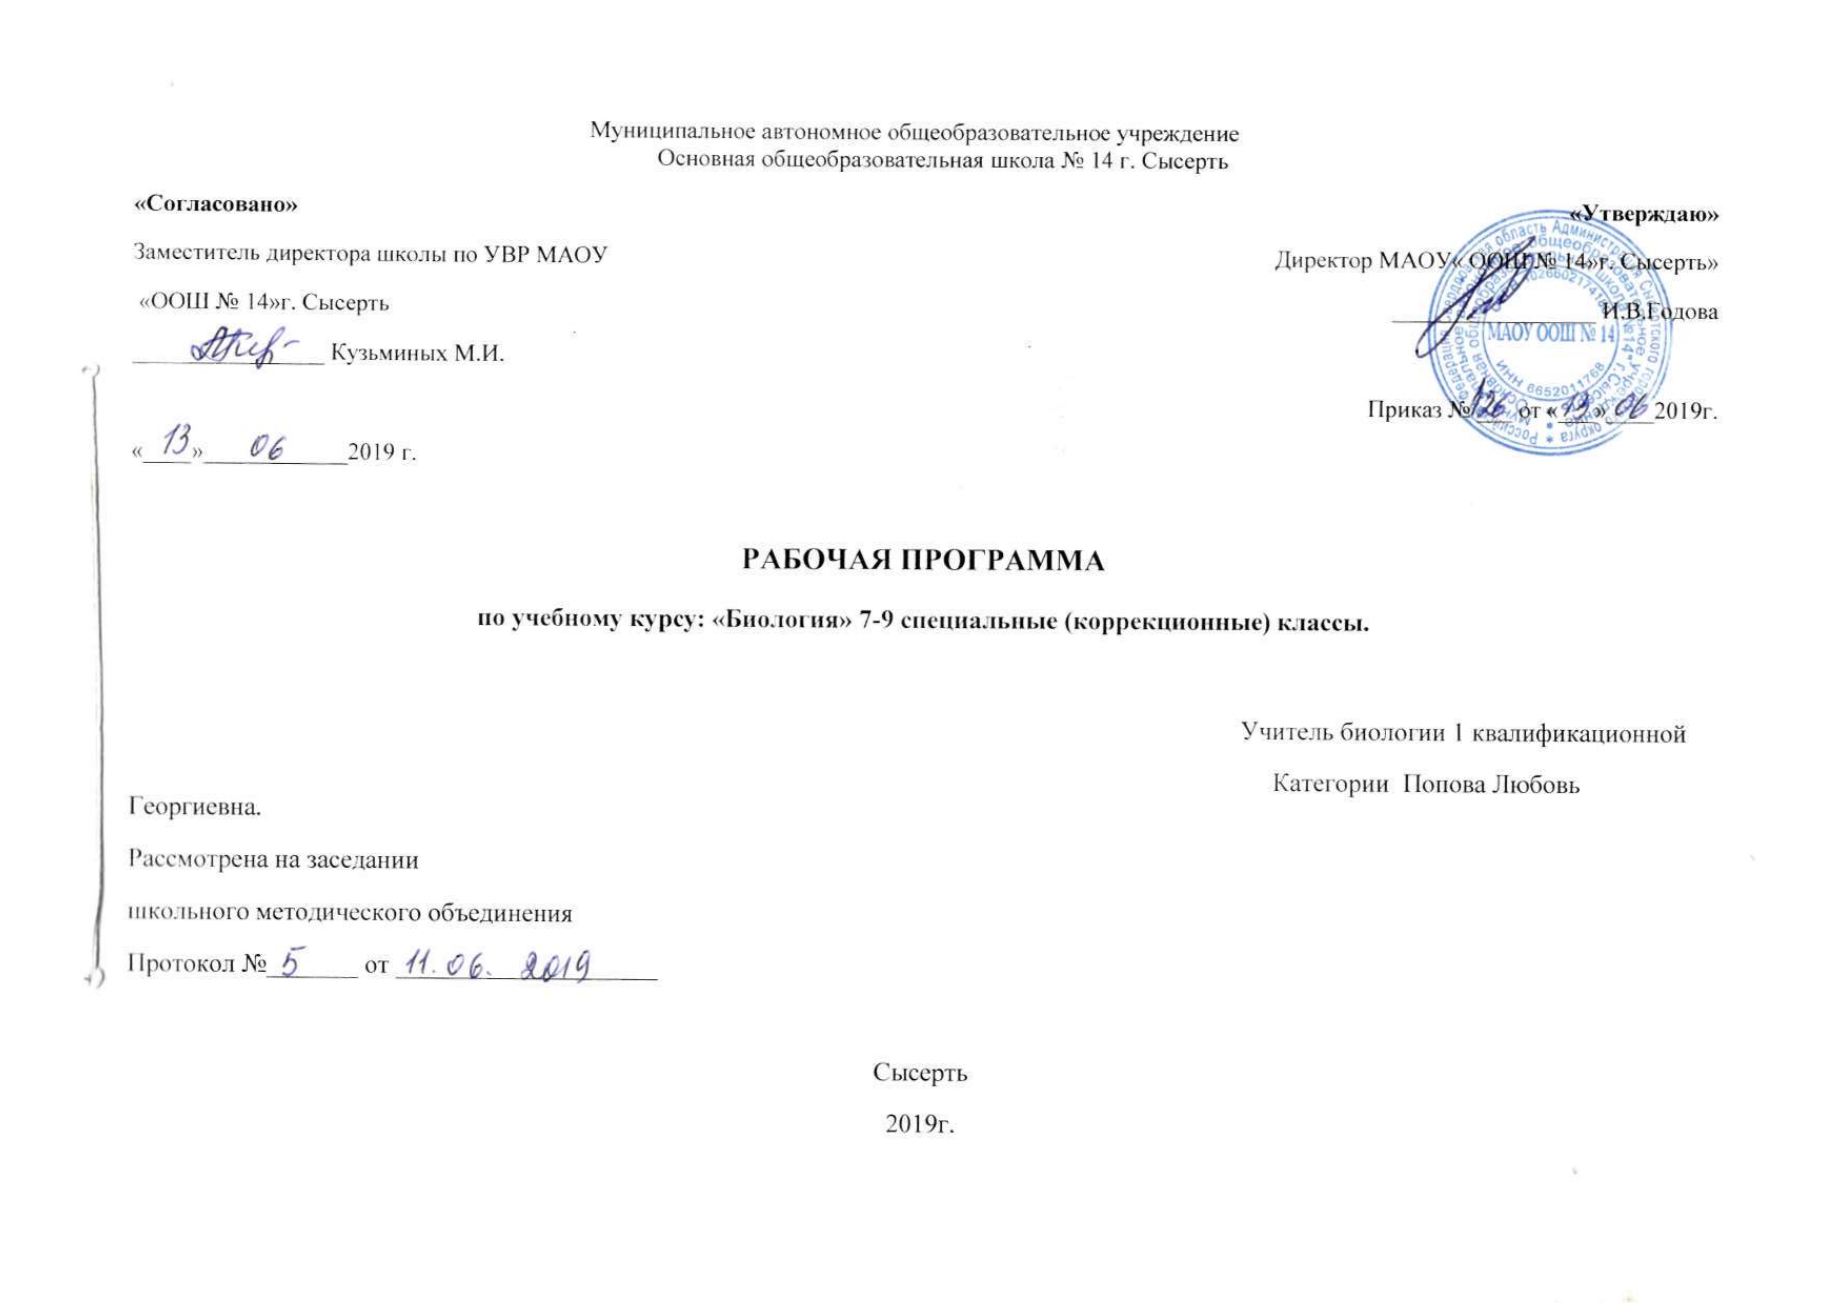 Муниципальное автономное общеобразовательное учреждение
Основная общеобразовательная школа № 14 г. Сысерть
«Согласовано»
«Утверждаю»
Заместитель директора школы по УВР МАОУ
Директор МАОУ« ООШ № 14»г. Сысерть»
«ООШ № 14»г. Сысерть
И.В.Годова
Кузьминых М.И.
МАОУ ООШ № 14
ИНН 6652011768
Приказ № 126 от « 13 » 06 2019г.
« 13 » 06 2019 г.
РАБОЧАЯ ПРОГРАММА
по учебному курсу: «Биология» 7-9 специальные (коррекционные) классы.
Учитель биологии 1 квалификационной
Категории Попова Любовь
Георгиевна.
Рассмотрена на заседании
школьного методического объединения
Протокол № 5 от 11.06. 2019
Сысерть
2019г.